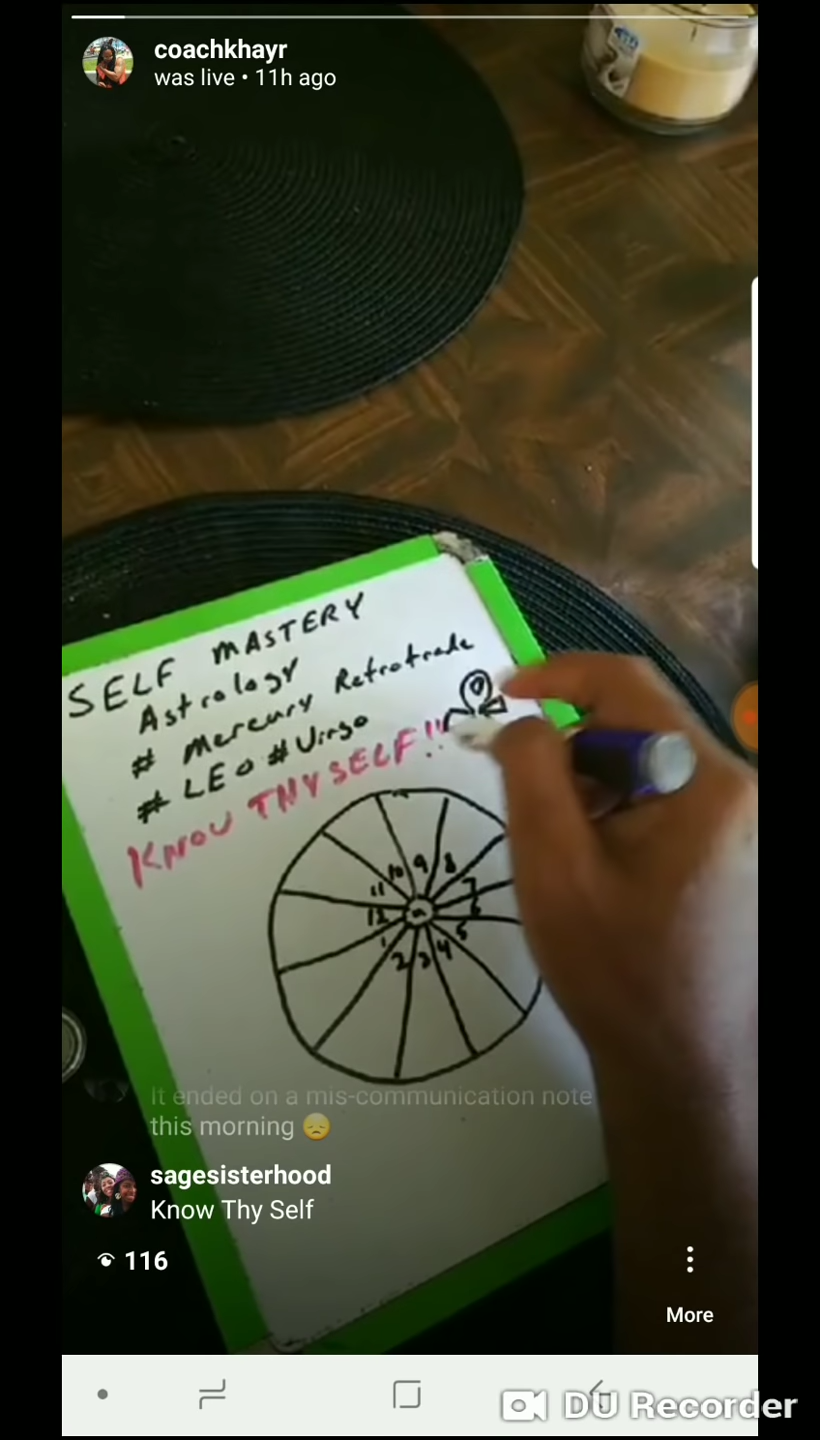 coachkhayr
was live • 11h ago
SELF MASTERY
Astrology
# Mercury Retrotrade
# LEO # Virgo
KNOW THYSELF!!
10 9 8
11 7
12 6
1 5
2 3 4
It ended on a mis-communication note
this morning 😞
sagesisterhood
Know Thy Self
116
More
DU Recorder